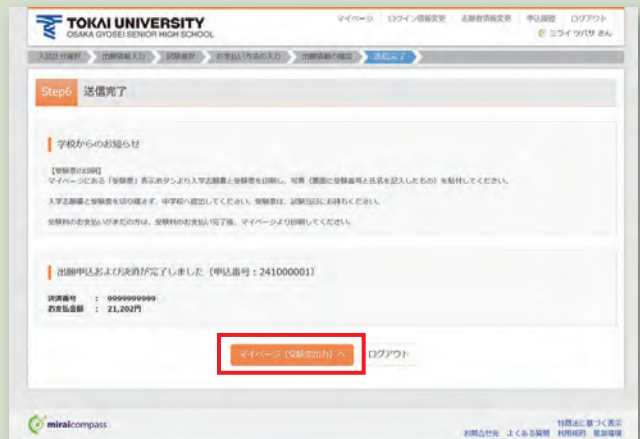 TOKAI UNIVERSITY
OSAKA GYOSEI SENIOR HIGH SCHOOL
マイページ ログイン情報変更 志願者情報変更 申込履歴 ログアウト
ミライ ツバサ さん
入試区分選択 出願情報入力 試験選択 お支払い方法の入力 出願情報の確認 送信完了
Step6 送信完了
学校からのお知らせ
【受験票の印刷】
マイページにある「受験票」表示ボタンより入学志願書と受験票を印刷し、写真（裏面に受験番号と氏名を記入したもの）を貼付してください。
入学志願書と受験票を切り離さず、中学校へ提出してください。受験票は、試験当日にお持ちください。
受験料のお支払いがまだの方は、受験料のお支払い完了後、マイページより印刷してください。
出願申込および決済が完了しました（申込番号：241000001）
決済番号 ： 9999999999
お支払金額 ： 21,202円
マイページ（受験票出力）へ ログアウト
miraicompass
特商法に基づく表示
お問合せ先 よくある質問 利用規約 推奨環境